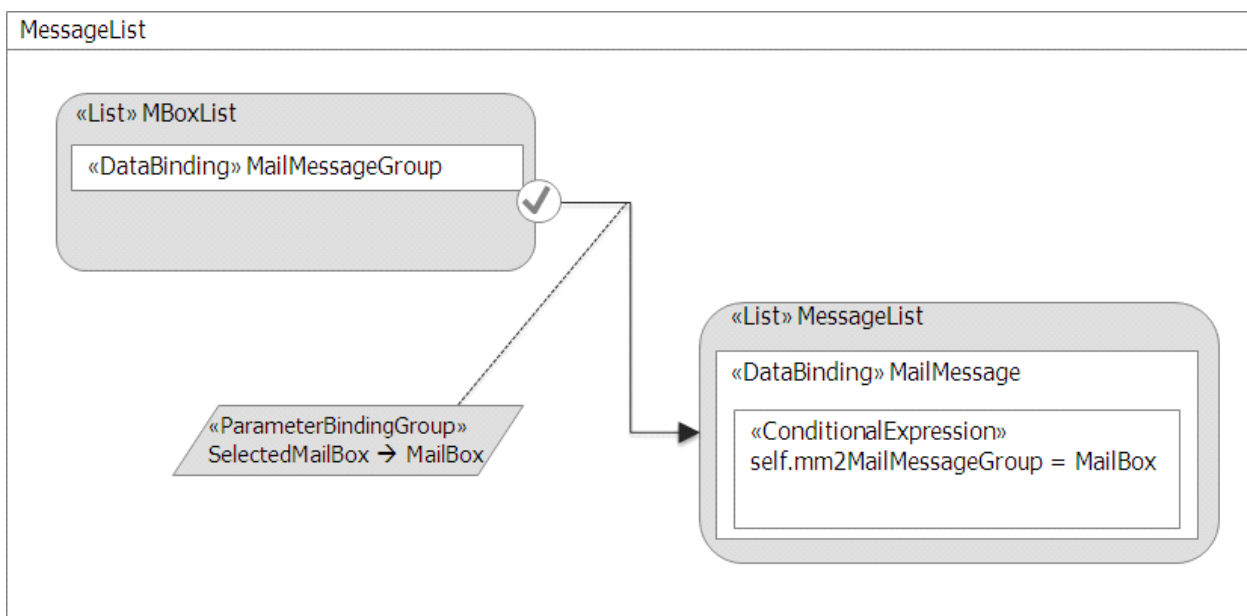 MessageList
«List» MBoxList
«DataBinding» MailMessageGroup
«List» MessageList
«DataBinding» MailMessage
«ParameterBindingGroup»
SelectedMailBox → MailBox
«ConditionalExpression»
self.mm2MailMessageGroup = MailBox